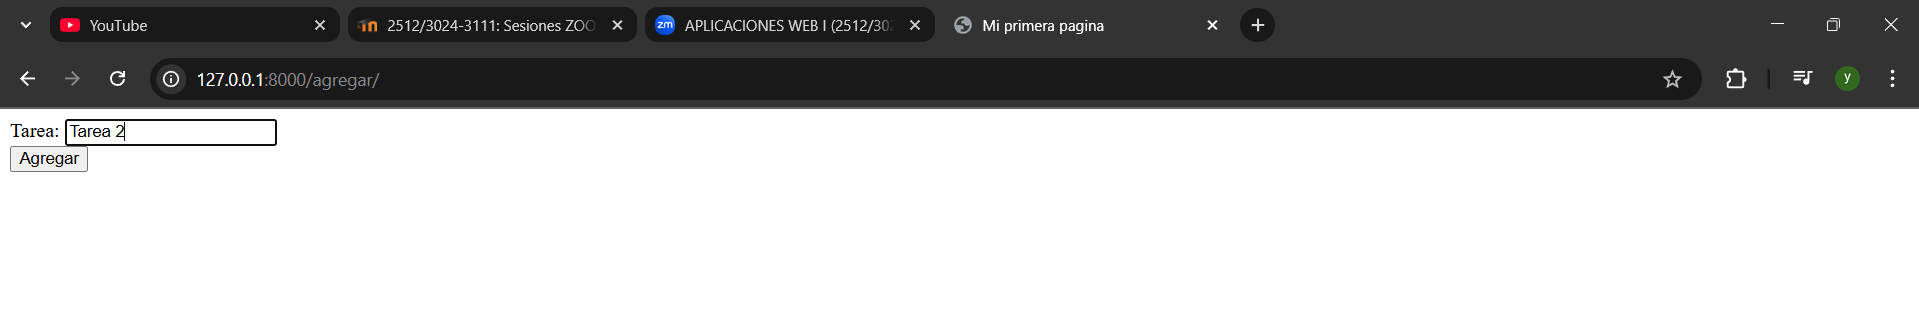 YouTube
2512/3024-3111: Sesiones ZOO
zm APLICACIONES WEB I (2512/302
Mi primera pagina
127.0.0.1:8000/agregar/
y
Tarea: Tarea 2
Agregar